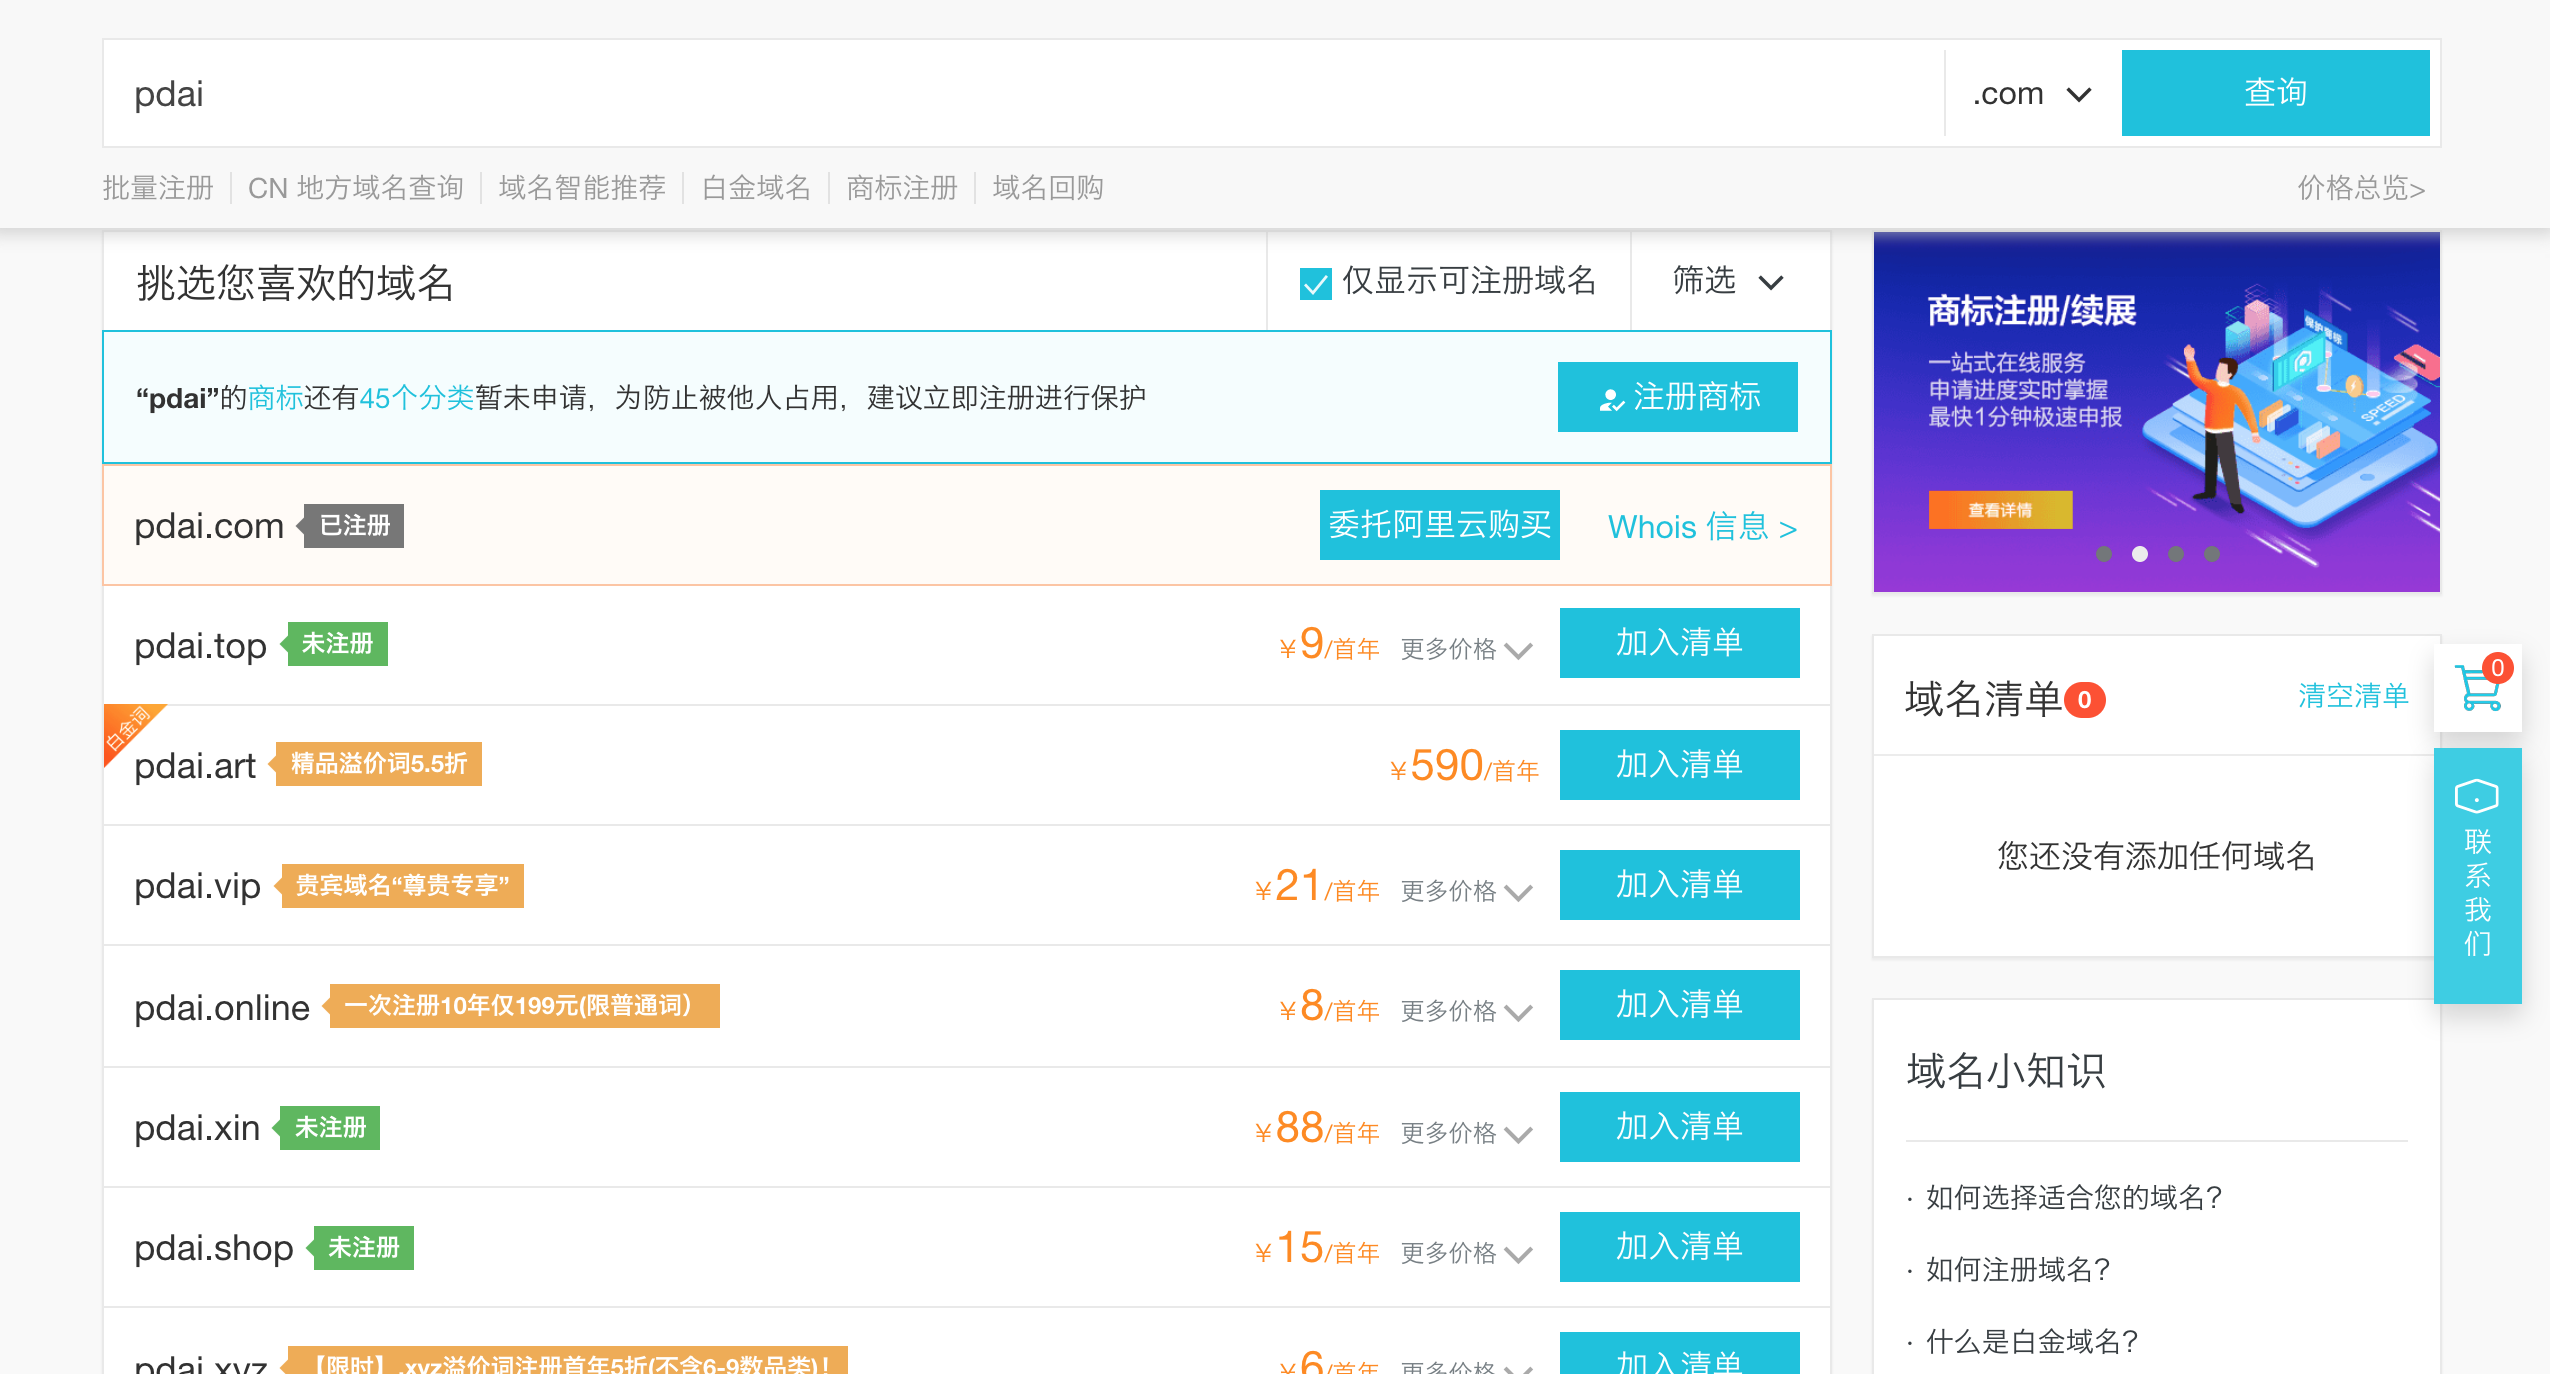 pdai
.com
查询
批量注册
CN 地方域名查询
域名智能推荐
白金域名
商标注册
域名回购
价格总览>
挑选您喜欢的域名
仅显示可注册域名
筛选
“pdai”的商标还有45个分类暂未申请，为防止被他人占用，建议立即注册进行保护
注册商标
pdai.com
已注册
委托阿里云购买
Whois 信息 >
pdai.top
未注册
¥9/首年
更多价格
加入清单
白金词
pdai.art
精品溢价词5.5折
¥590/首年
加入清单
pdai.vip
贵宾域名“尊贵专享”
¥21/首年
更多价格
加入清单
pdai.online
一次注册10年仅199元(限普通词）
¥8/首年
更多价格
加入清单
pdai.xin
未注册
¥88/首年
更多价格
加入清单
pdai.shop
未注册
¥15/首年
更多价格
加入清单
pdai.xyz
【限时】.xyz溢价词注册首年5折(不含6-9数品类)！
¥6/首年
更多价格
加入清单
商标注册/续展
一站式在线服务
申请进度实时掌握
最快1分钟极速申报
查看详情
SPEED
域名清单 0
清空清单
您还没有添加任何域名
0
联系我们
域名小知识
· 如何选择适合您的域名？
· 如何注册域名？
· 什么是白金域名？